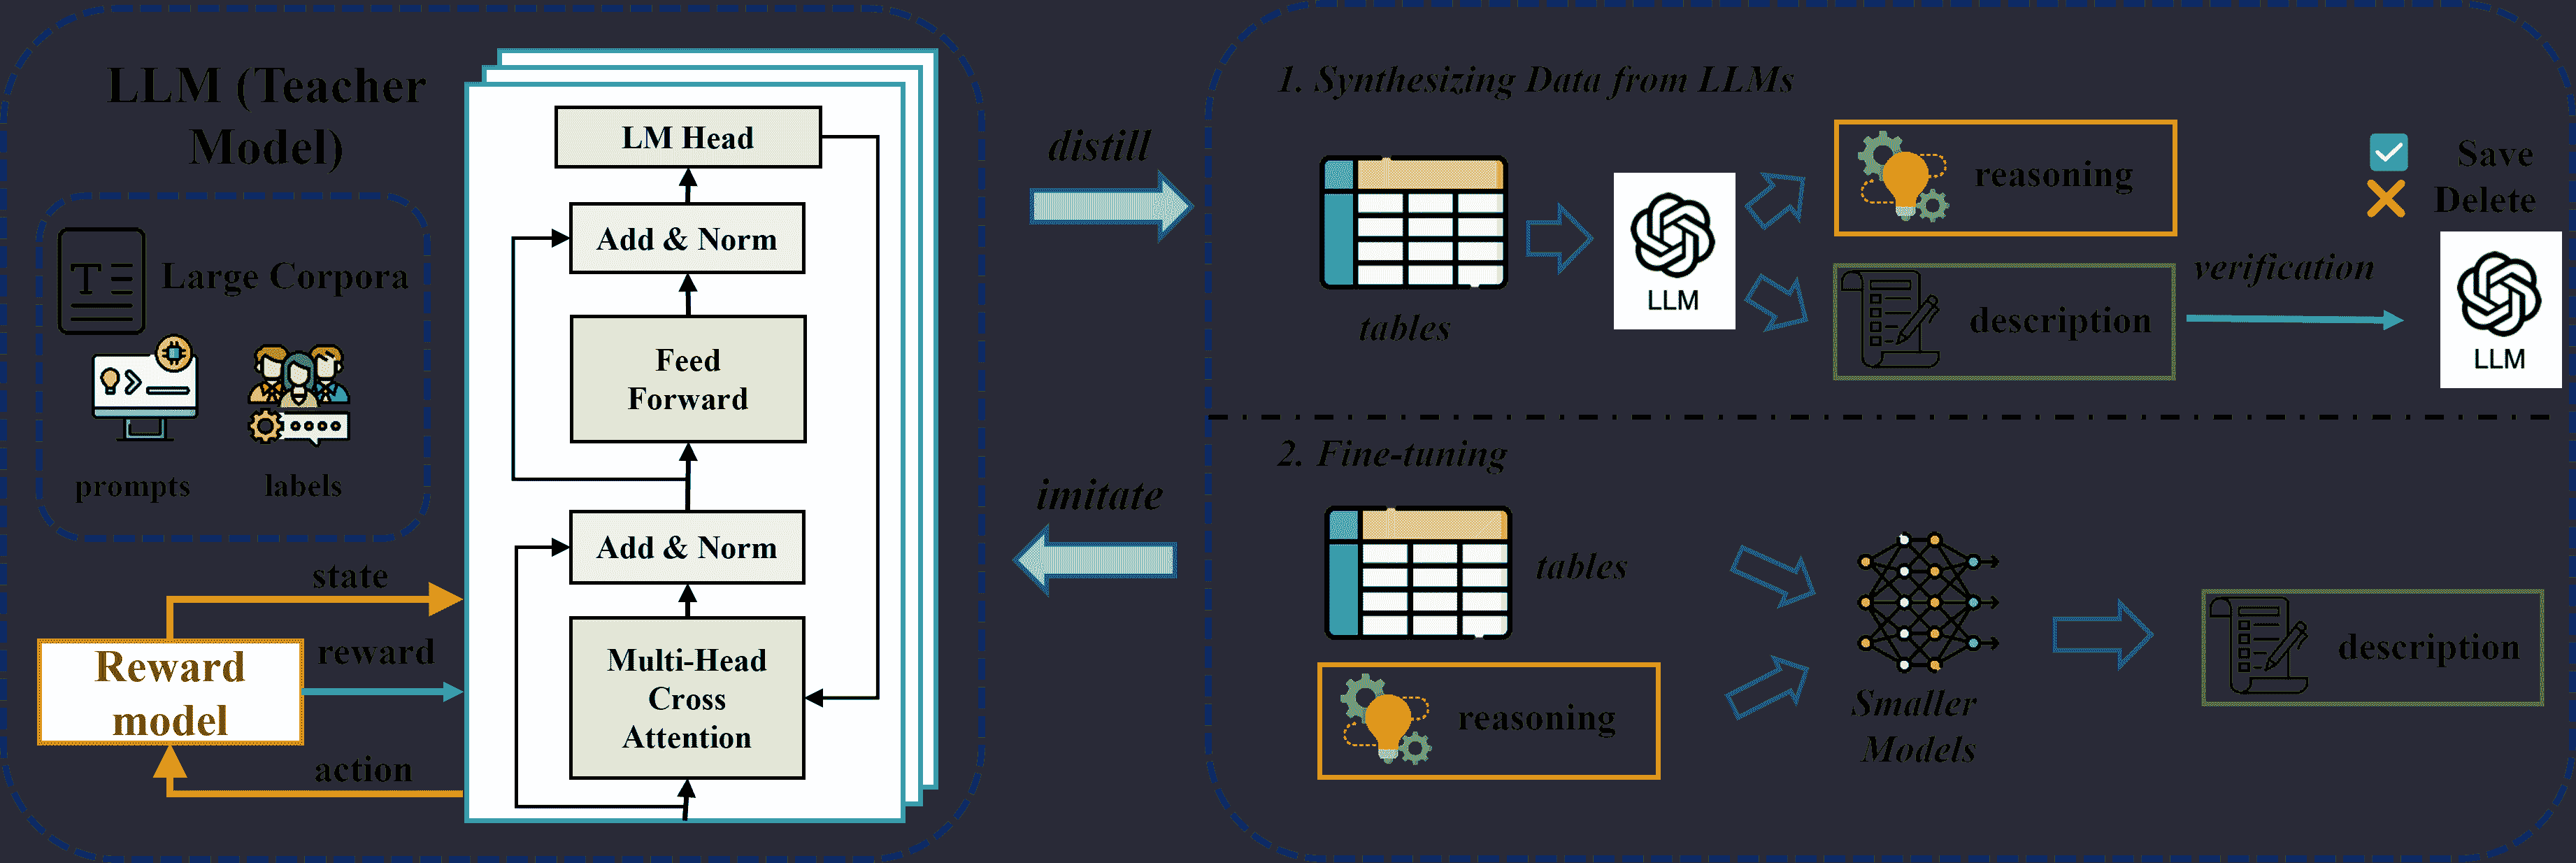 LLM (Teacher
Model)
Large Corpora
prompts
labels
state
Reward
model
reward
action
LM Head
Add & Norm
Feed
Forward
Add & Norm
Multi-Head
Cross
Attention
distill
imitate
1. Synthesizing Data from LLMs
tables
LLM
reasoning
description
verification
Save
Delete
LLM
2. Fine-tuning
tables
reasoning
Smaller
Models
description